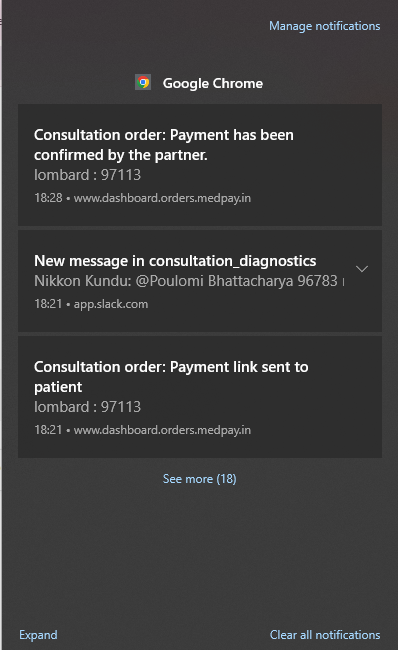 Manage notifications
Google Chrome
Consultation order: Payment has been
confirmed by the partner.
lombard : 97113
18:28 • www.dashboard.orders.medpay.in
New message in consultation_diagnostics
Nikkon Kundu: @Poulomi Bhattacharya 96783
18:21 • app.slack.com
Consultation order: Payment link sent to
patient
lombard : 97113
18:21 • www.dashboard.orders.medpay.in
See more (18)
Expand
Clear all notifications